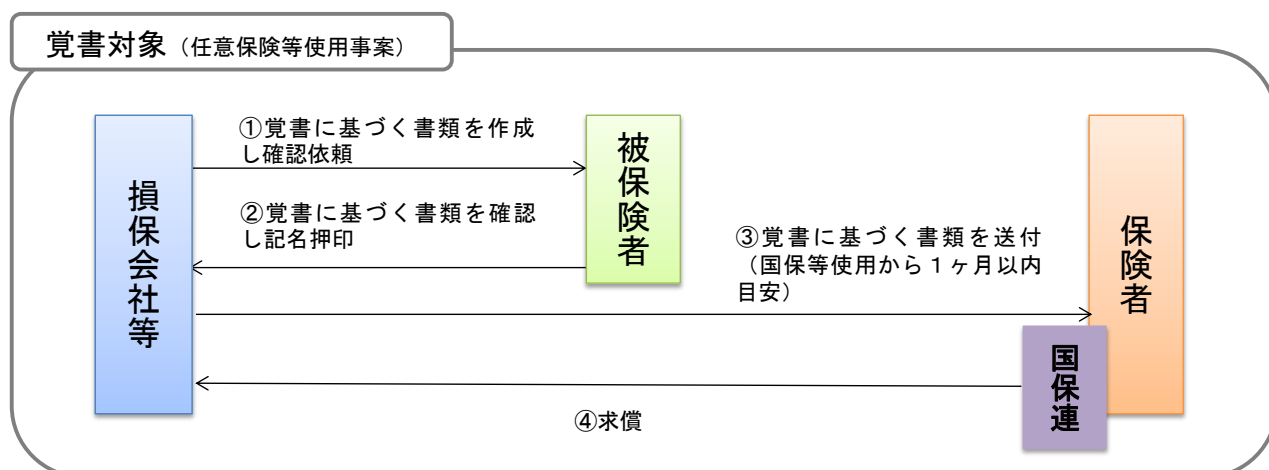 覚書対象（任意保険等使用事案）
①覚書に基づく書類を作成
し確認依頼
②覚書に基づく書類を確認
し記名押印
③覚書に基づく書類を送付
（国保等使用から１ヶ月以内
目安）
④求償
損保会社等
被保険者
保険者
国保連